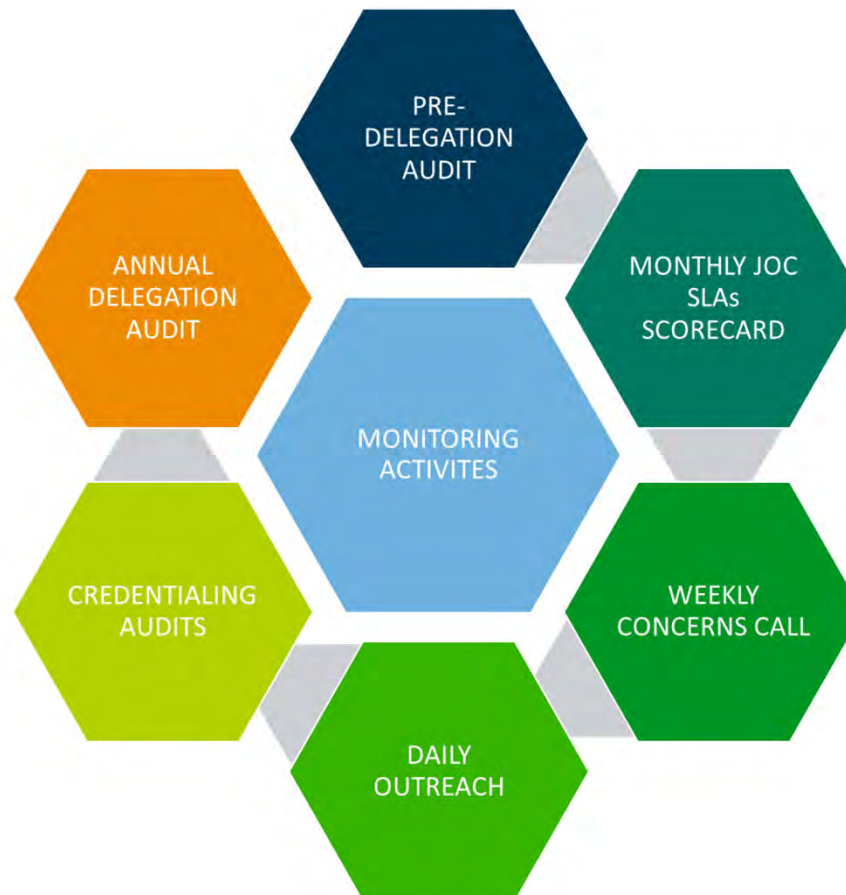 PRE-
DELEGATION
AUDIT
MONTHLY JOC
SLAs
SCORECARD
WEEKLY
CONCERNS CALL
DAILY
OUTREACH
CREDENTIALING
AUDITS
ANNUAL
DELEGATION
AUDIT
MONITORING
ACTIVITES